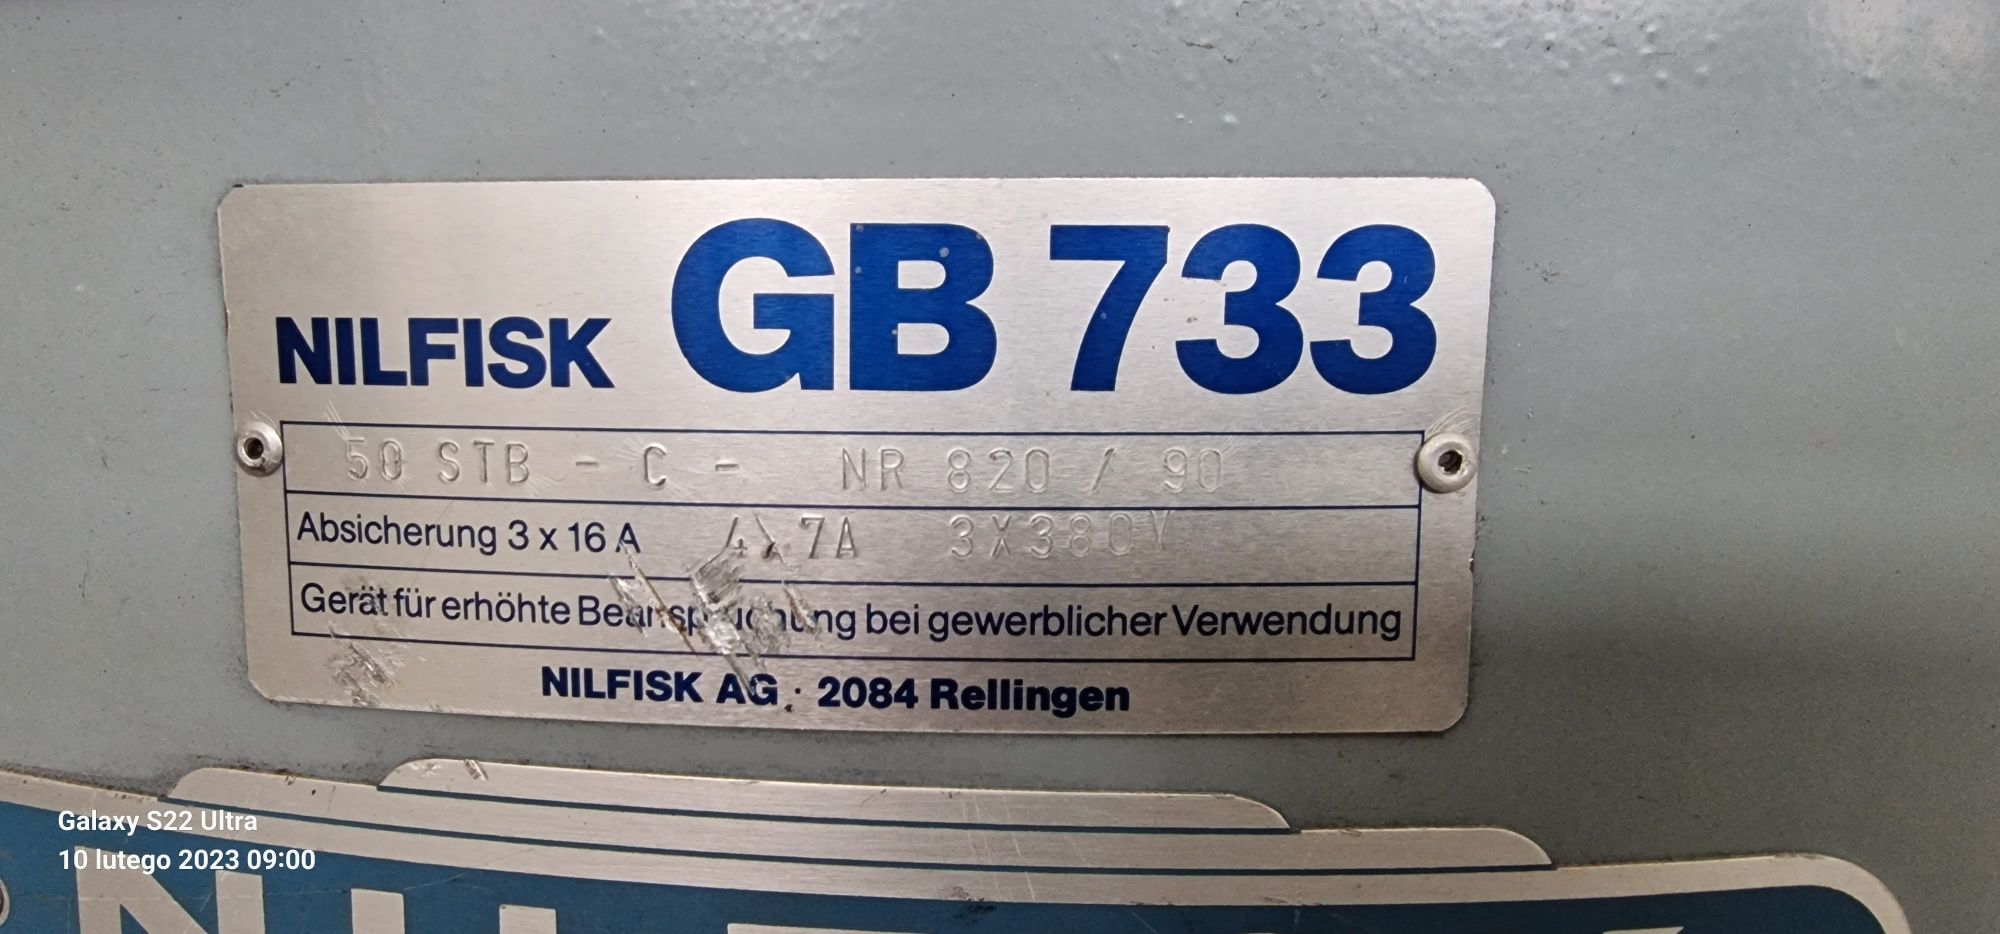 NILFISK GB 733
50 STB - C - NR 820 / 90
Absicherung 3 x 16 A 7A 3X380V
Gerät für erhöhte Beanspruchung bei gewerblicher Verwendung
NILFISK AG · 2084 Rellingen
Galaxy S22 Ultra
10 lutego 2023 09:00